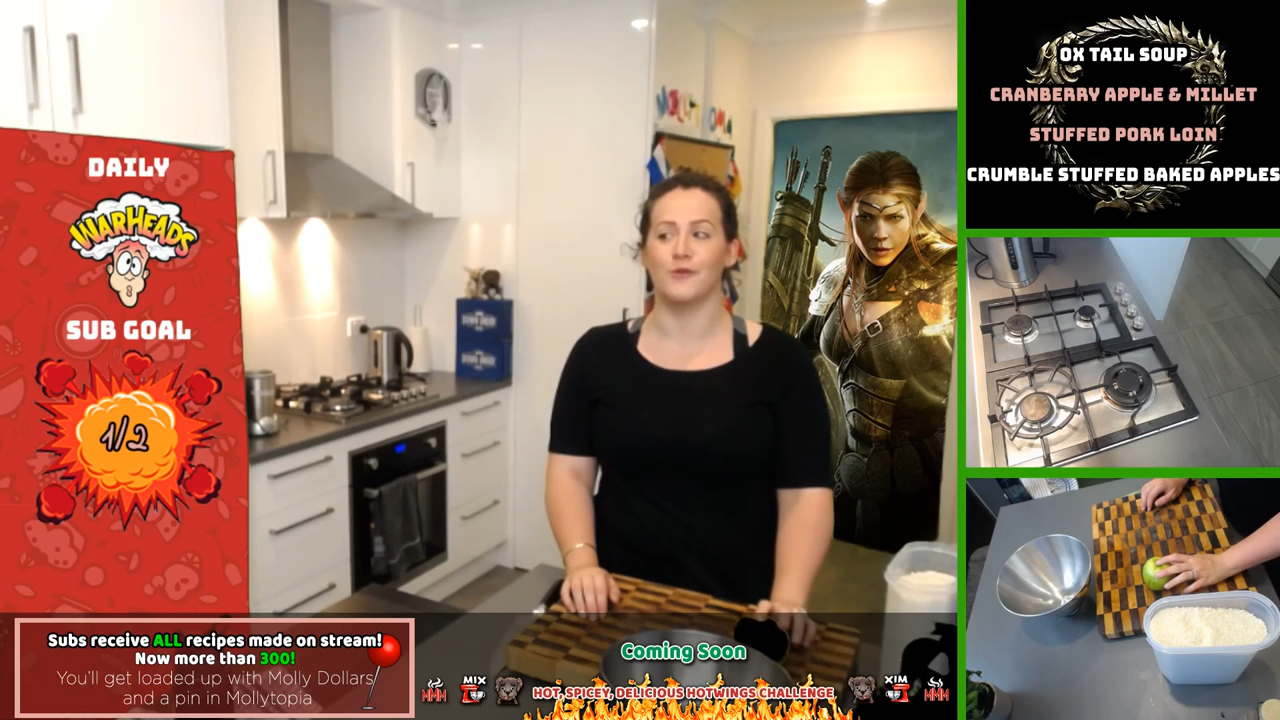 DAILY
WARHEADS
SUB GOAL
1/2
Subs receive ALL recipes made on stream!
Now more than 300!
You'll get loaded up with Molly Dollars
and a pin in Mollytopia
MIX
Coming Soon
HOT, SPICEY, DELICIOUS HOTWINGS CHALLENGE
XIM
OX TAIL SOUP
CRANBERRY APPLE & MILLET
STUFFED PORK LOIN
CRUMBLE STUFFED BAKED APPLES